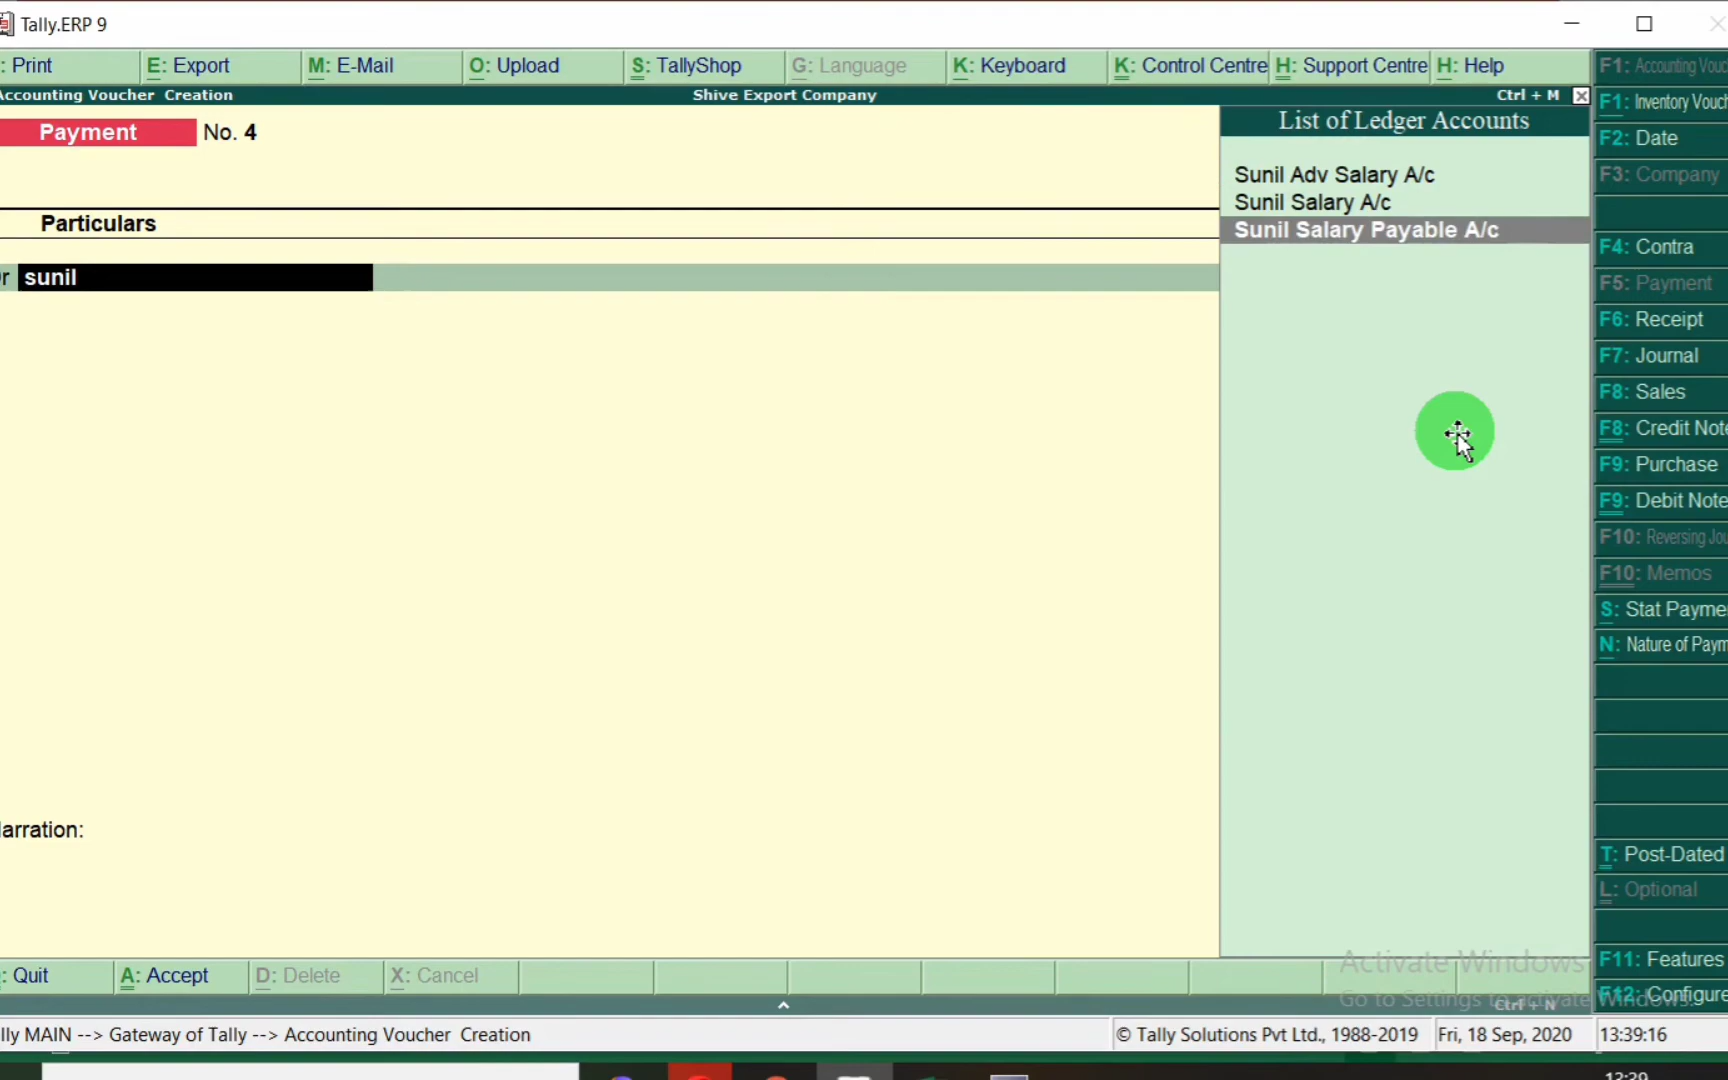 Tally.ERP 9
: Print E: Export M: E-Mail O: Upload S: TallyShop G: Language K: Keyboard K: Control Centre H: Support Centre H: Help
Accounting Voucher Creation Shive Export Company Ctrl + M
Payment No. 4
Particulars
sunil
Narration:
List of Ledger Accounts
Sunil Adv Salary A/c
Sunil Salary A/c
Sunil Salary Payable A/c
F1: Accounting Vouc
F1: Inventory Vouch
F2: Date
F3: Company
F4: Contra
F5: Payment
F6: Receipt
F7: Journal
F8: Sales
F8: Credit Note
F9: Purchase
F9: Debit Note
F10: Reversing Jou
F10: Memos
S: Stat Payme
N: Nature of Paym
T: Post-Dated
L: Optional
F11: Features
F12: Configure
Activate Windows
Go to Settings to activate Windows.
: Quit A: Accept D: Delete X: Cancel
Ctrl + N
lly MAIN --> Gateway of Tally --> Accounting Voucher Creation © Tally Solutions Pvt Ltd., 1988-2019 Fri, 18 Sep, 2020 13:39:16